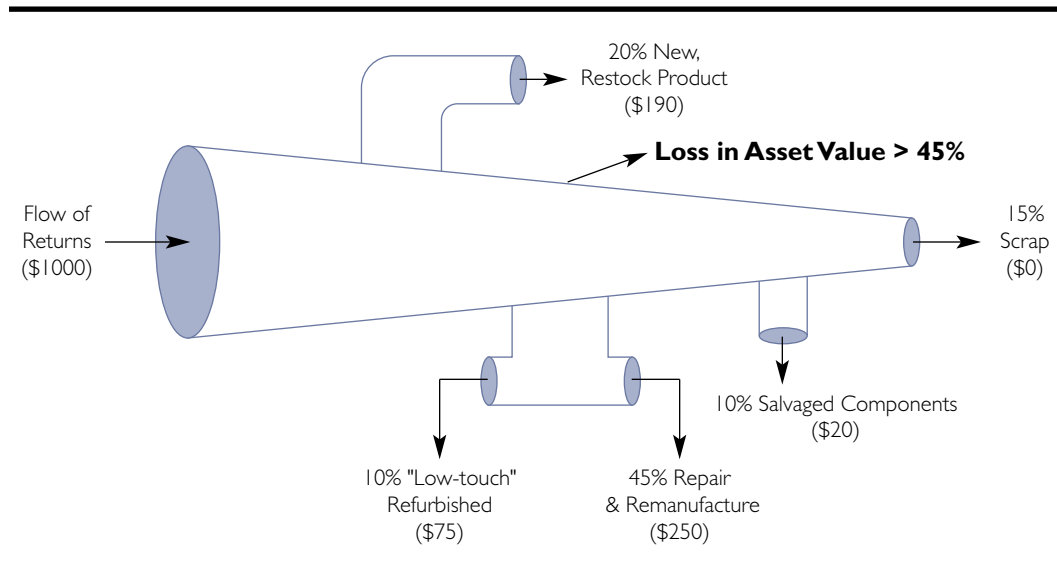 20% New,
Restock Product
($190)
Loss in Asset Value > 45%
Flow of
Returns
($1000)
15%
Scrap
($0)
10% Salvaged Components
($20)
10% "Low-touch"
Refurbished
($75)
45% Repair
& Remanufacture
($250)